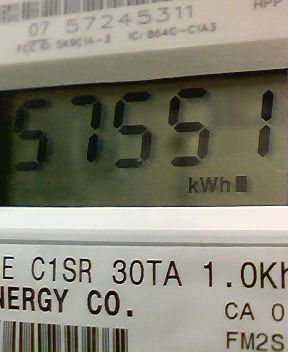 HPP
07 57245311
FCC ID: SK9C1A-3 IC: 864G-C1A3
57551
kWh
E C1SR 30TA 1.0Kh
NERGY CO.
CA 0
FM2S